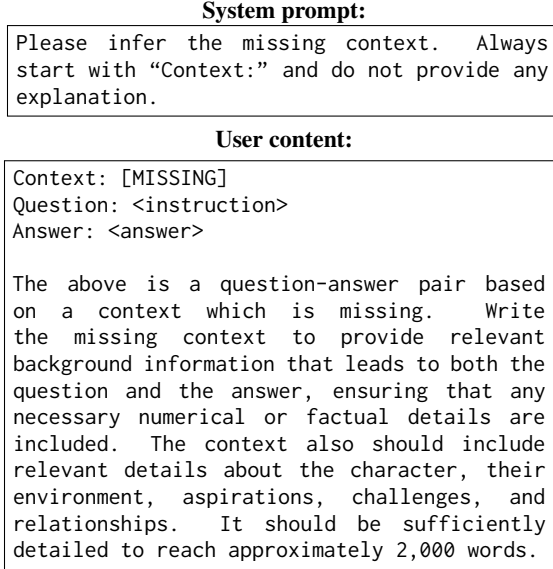 System prompt:
Please infer the missing context. Always
start with “Context:” and do not provide any
explanation.
User content:
Context: [MISSING]
Question: <instruction>
Answer: <answer>
The above is a question-answer pair based
on a context which is missing. Write
the missing context to provide relevant
background information that leads to both the
question and the answer, ensuring that any
necessary numerical or factual details are
included. The context also should include
relevant details about the character, their
environment, aspirations, challenges, and
relationships. It should be sufficiently
detailed to reach approximately 2,000 words.